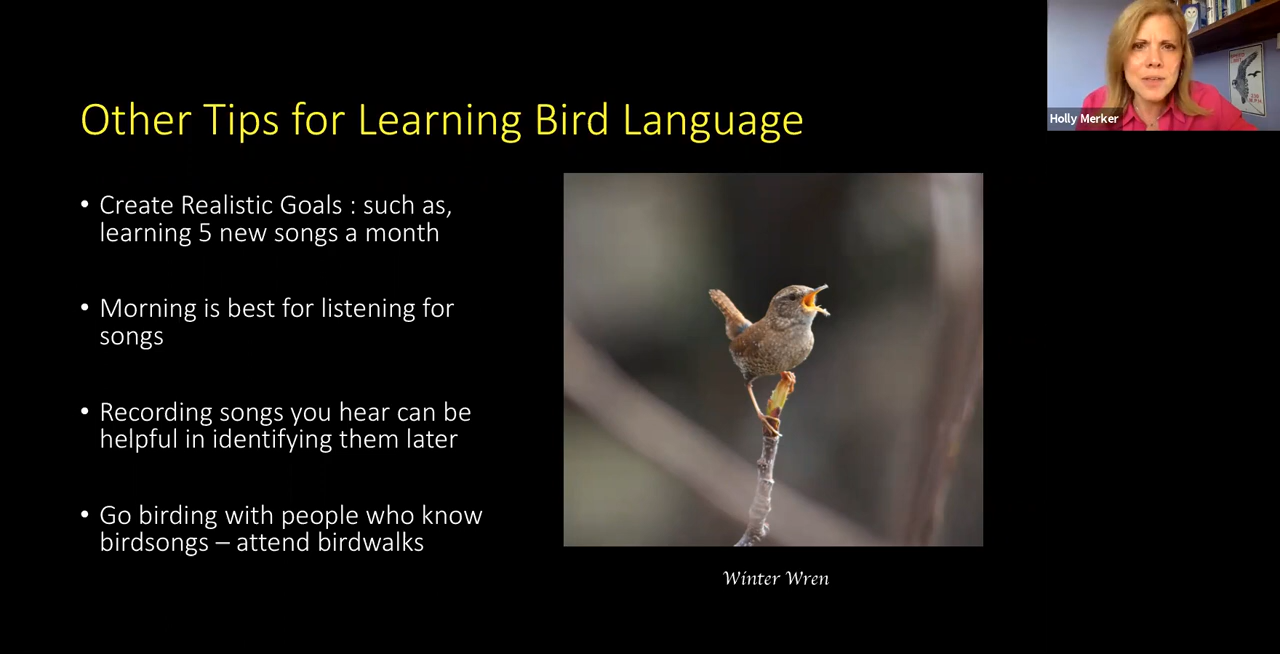 Other Tips for Learning Bird Language
• Create Realistic Goals : such as,
learning 5 new songs a month
• Morning is best for listening for
songs
• Recording songs you hear can be
helpful in identifying them later
• Go birding with people who know
birdsongs – attend birdwalks
Winter Wren
Holly Merker